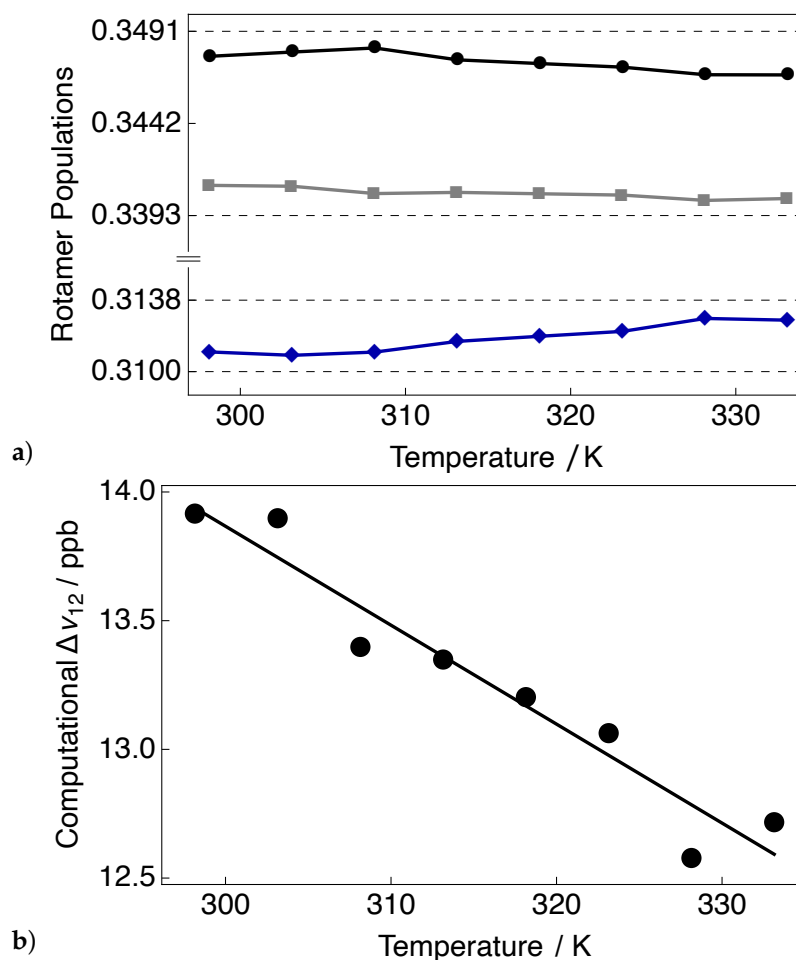 Rotamer Populations
0.3491
0.3442
0.3393
0.3138
0.3100
300 310 320 330
Temperature / K
a)
Computational Δν12 / ppb
14.0
13.5
13.0
12.5
300 310 320 330
Temperature / K
b)